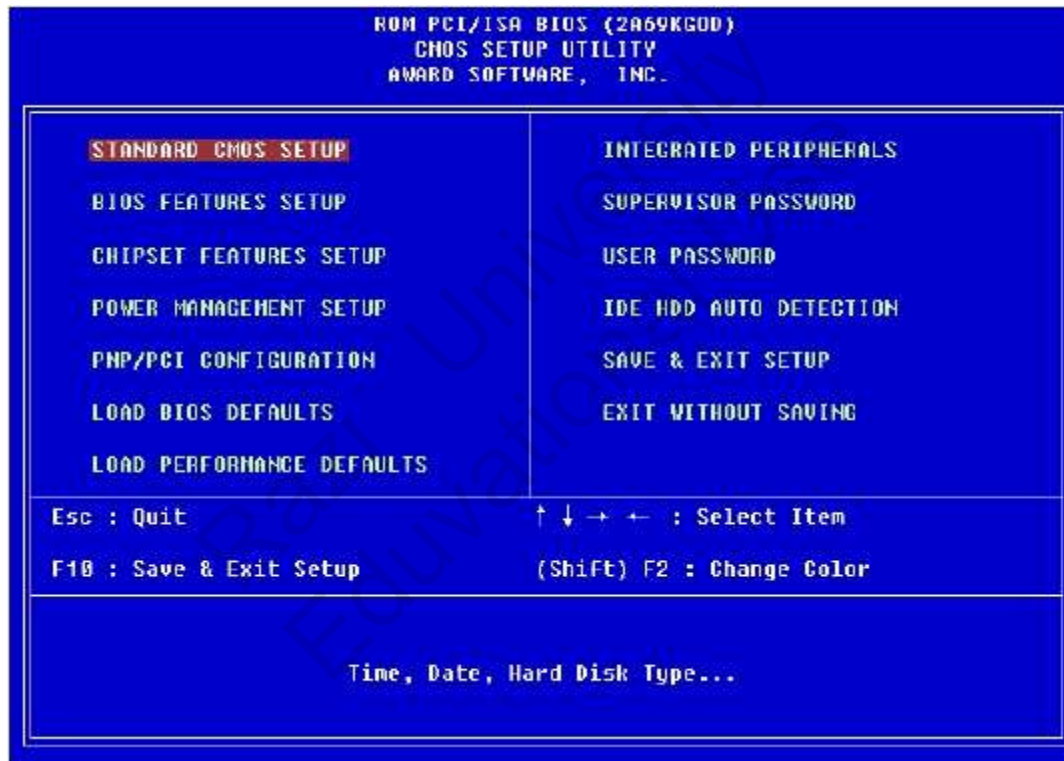 ROM PCI/ISA BIOS (2A69KGOD)
CMOS SETUP UTILITY
AWARD SOFTWARE, INC.
STANDARD CMOS SETUP
BIOS FEATURES SETUP
CHIPSET FEATURES SETUP
POWER MANAGEMENT SETUP
PNP/PCI CONFIGURATION
LOAD BIOS DEFAULTS
LOAD PERFORMANCE DEFAULTS
INTEGRATED PERIPHERALS
SUPERVISOR PASSWORD
USER PASSWORD
IDE HDD AUTO DETECTION
SAVE & EXIT SETUP
EXIT WITHOUT SAVING
Esc : Quit
F10 : Save & Exit Setup
↑ ↓ → ← : Select Item
(Shift) F2 : Change Color
Time, Date, Hard Disk Type...
Razi University